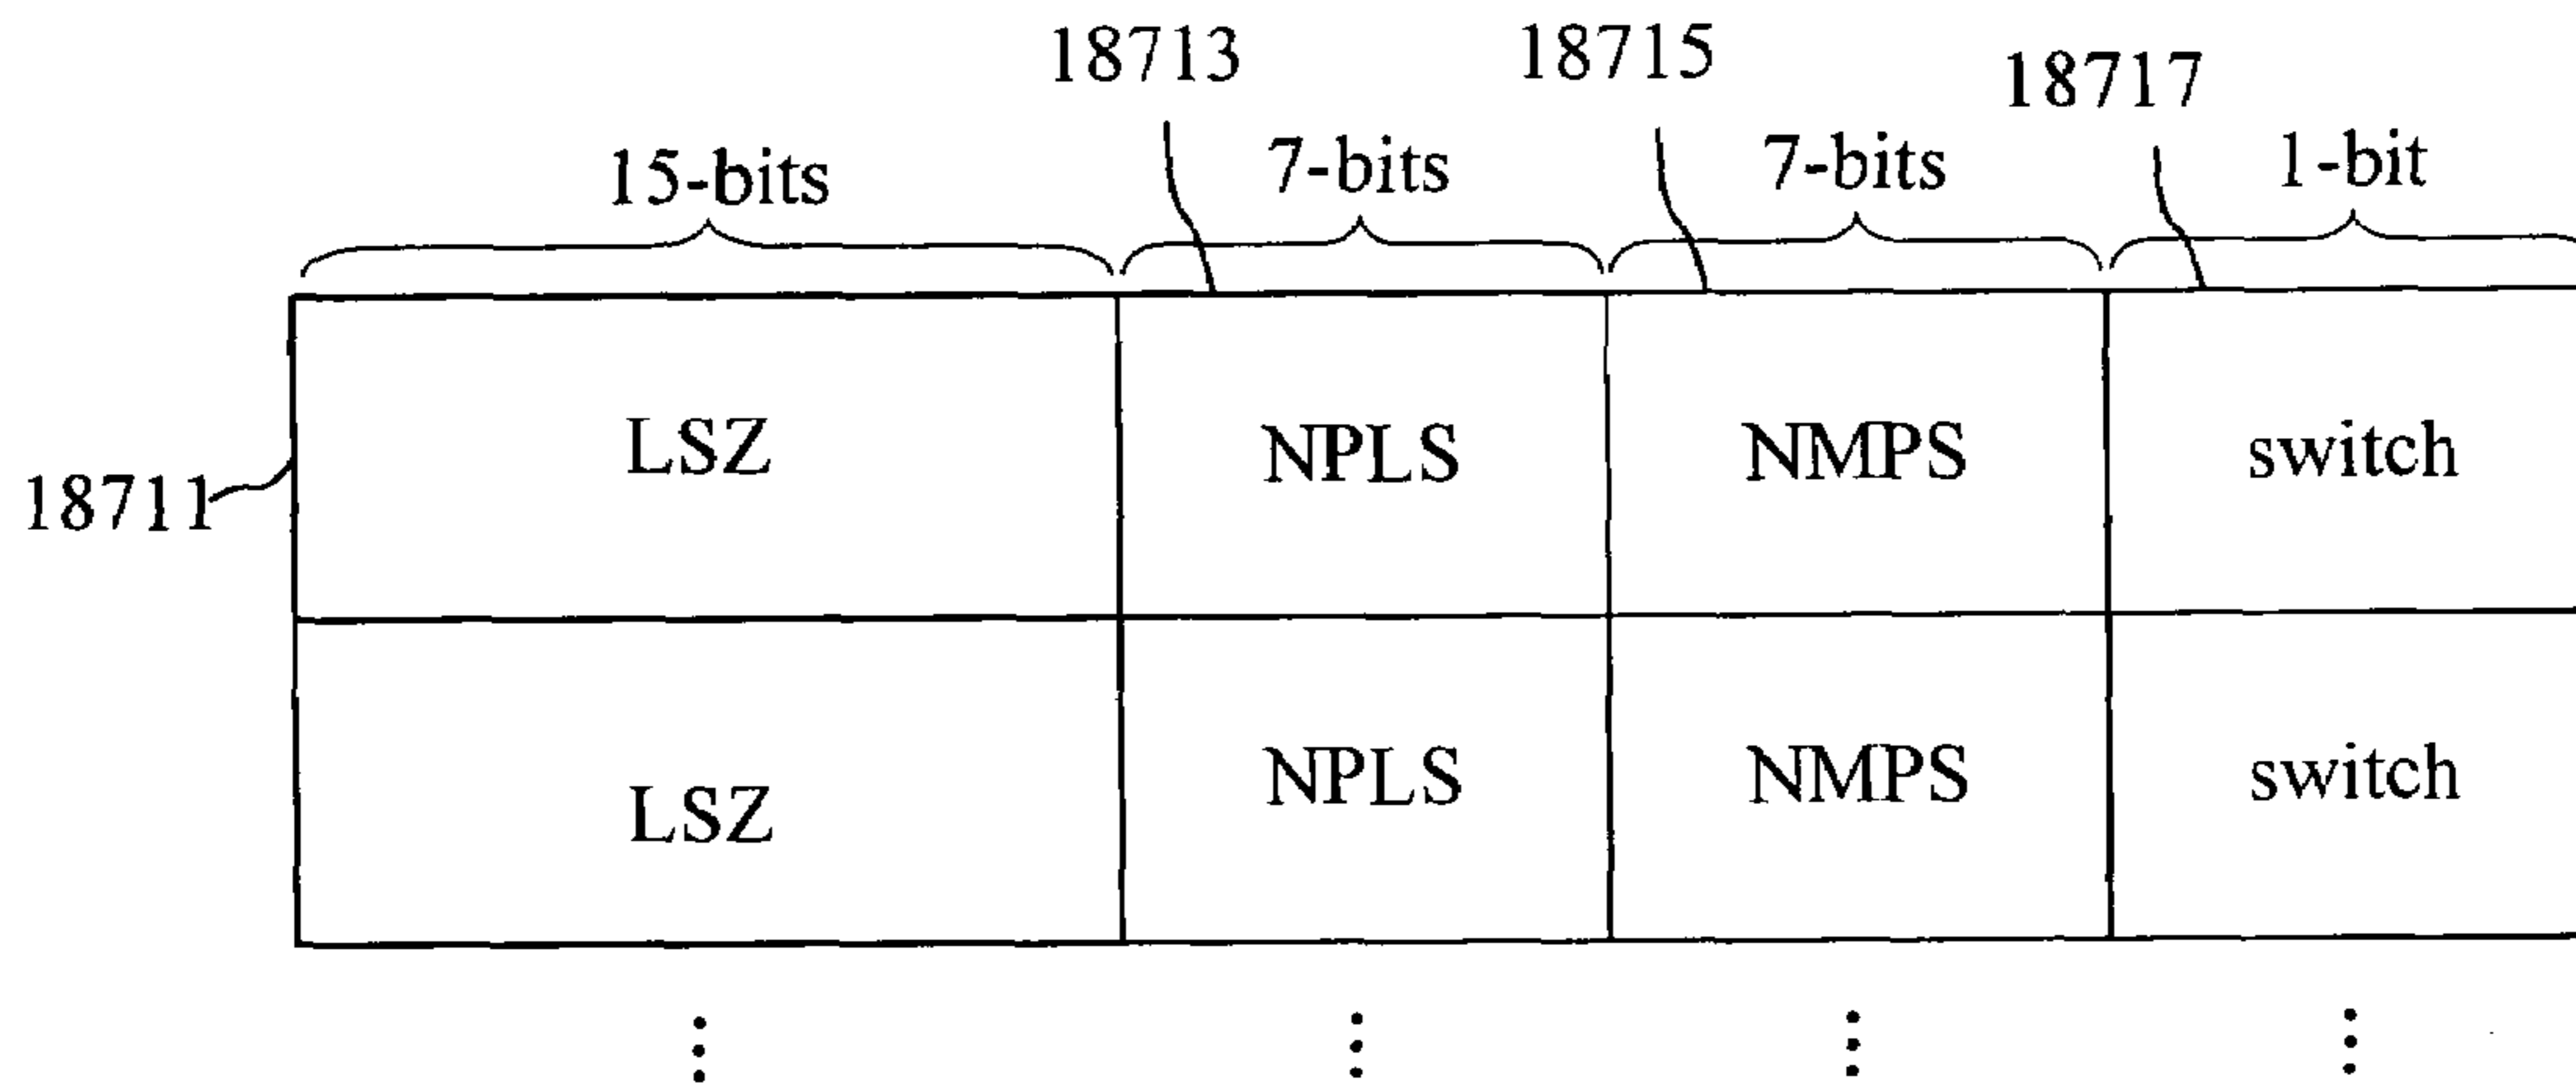 18713 18715 18717
15-bits 7-bits 7-bits 1-bit
LSZ NPLS NMPS switch
18711
LSZ NPLS NMPS switch